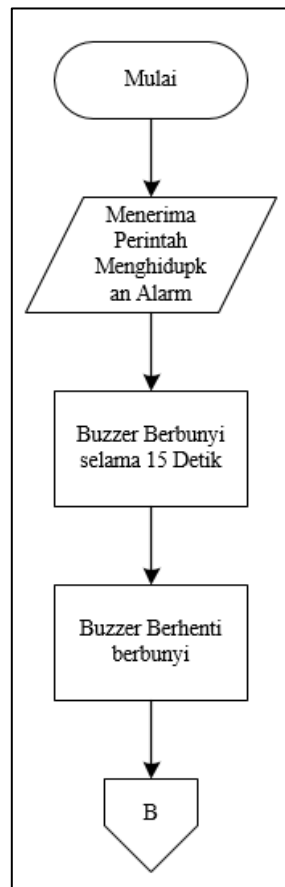 Mulai
Menerima
Perintah
Menghidupk
an Alarm
Buzzer Berbunyi
selama 15 Detik
Buzzer Berhenti
berbunyi
B